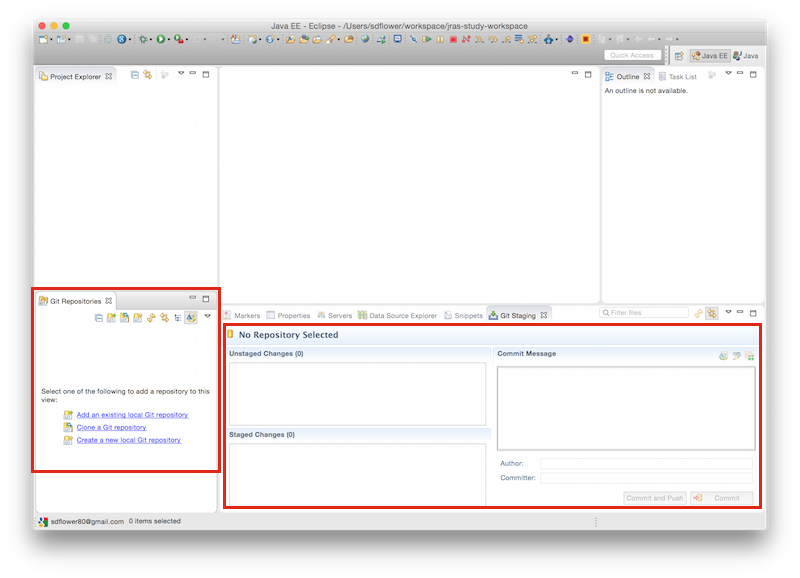 Java EE - Eclipse - /Users/sdflower/workspace/jras-study-workspace
Quick Access
Java EE
Java
Project Explorer
Outline
Task List
An outline is not available.
Git Repositories
Select one of the following to add a repository to this
view:
Add an existing local Git repository
Clone a Git repository
Create a new local Git repository
Markers
Properties
Servers
Data Source Explorer
Snippets
Git Staging
Filter files
No Repository Selected
Unstaged Changes (0)
Staged Changes (0)
Commit Message
Author:
Committer:
Commit and Push
Commit
sdflower80@gmail.com 0 items selected